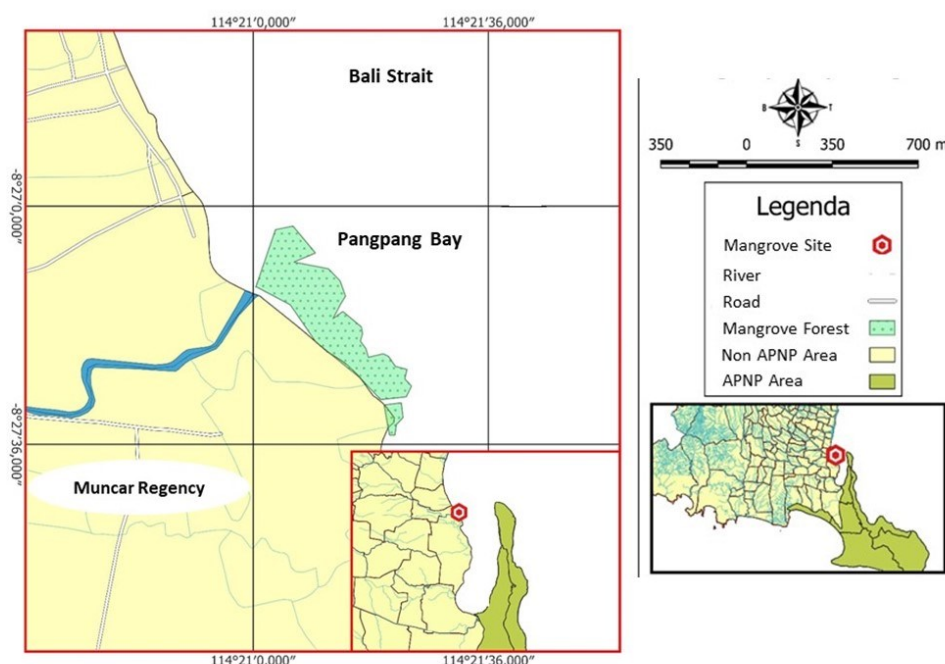 114°21'0,000"
114°21'36,000"
Bali Strait
-8°27'0,000"
Pangpang Bay
-8°27'36,000"
Muncar Regency
114°21'0,000"
114°21'36,000"
B
T
S
350
0
350
700 m
Legenda
Mangrove Site
River
Road
Mangrove Forest
Non APNP Area
APNP Area